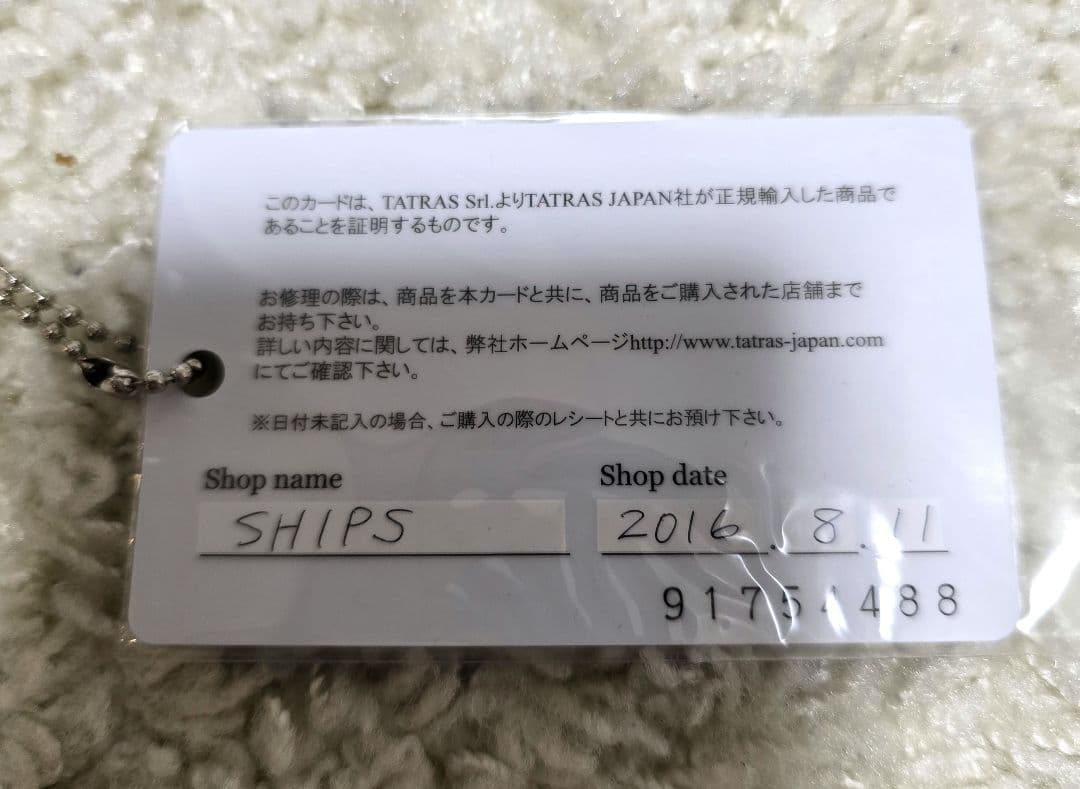 このカードは、TATRAS Srl.よりTATRAS JAPAN社が正規輸入した商品で
あることを証明するものです。
お修理の際は、商品を本カードと共に、商品をご購入された店舗まで
お持ち下さい。
詳しい内容に関しては、弊社ホームページhttp://www.tatras-japan.com
にてご確認下さい。
※日付未記入の場合、ご購入の際のレシートと共にお預け下さい。
Shop name
Shop date
SHIPS
2016.8.11
91754488